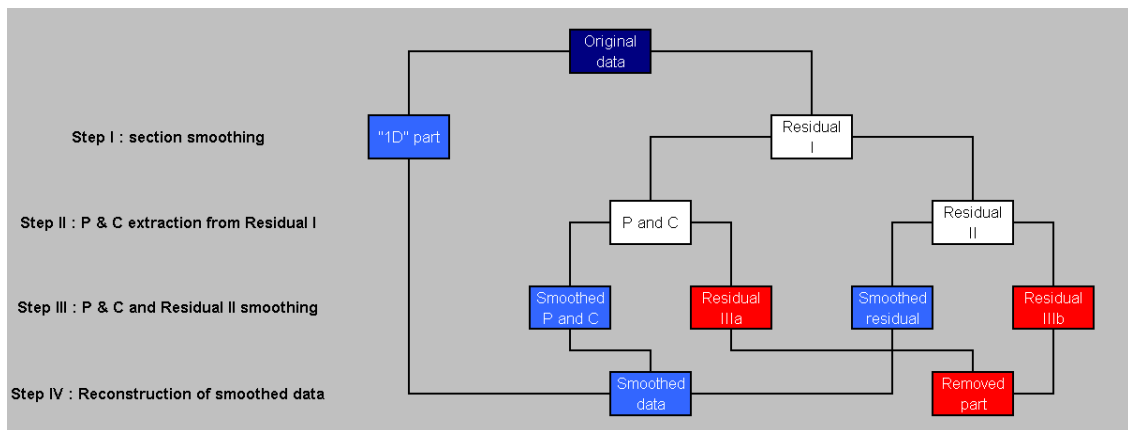 Original
data
Step I : section smoothing
"1D" part
Residual
I
Step II : P & C extraction from Residual I
P and C
Residual
II
Step III : P & C and Residual II smoothing
Smoothed
P and C
Residual
IIIa
Smoothed
residual
Residual
IIIb
Step IV : Reconstruction of smoothed data
Smoothed
data
Removed
part